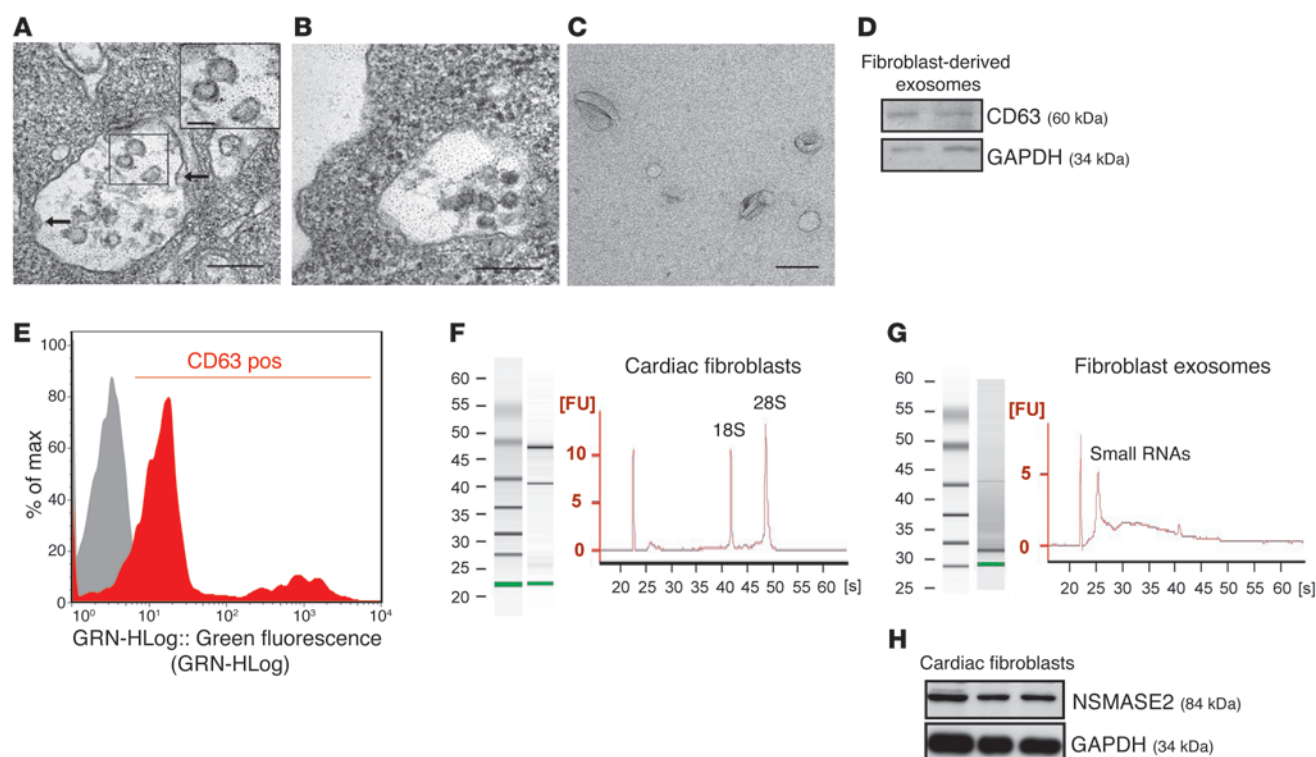 A
B
C
D
Fibroblast-derived
exosomes
CD63 (60 kDa)
GAPDH (34 kDa)
E
CD63 pos
100
80
60
40
20
0
% of max
10⁰ 10¹ 10² 10³ 10⁴
GRN-HLog:: Green fluorescence
(GRN-HLog)
F
Cardiac fibroblasts
60
55
50
45
40
35
30
25
20
[FU]
10
5
0
18S
28S
20 25 30 35 40 45 50 55 60 [s]
G
Fibroblast exosomes
60
55
50
45
40
35
30
25
[FU]
5
0
Small RNAs
20 25 30 35 40 45 50 55 60 [s]
H
Cardiac fibroblasts
NSMASE2 (84 kDa)
GAPDH (34 kDa)